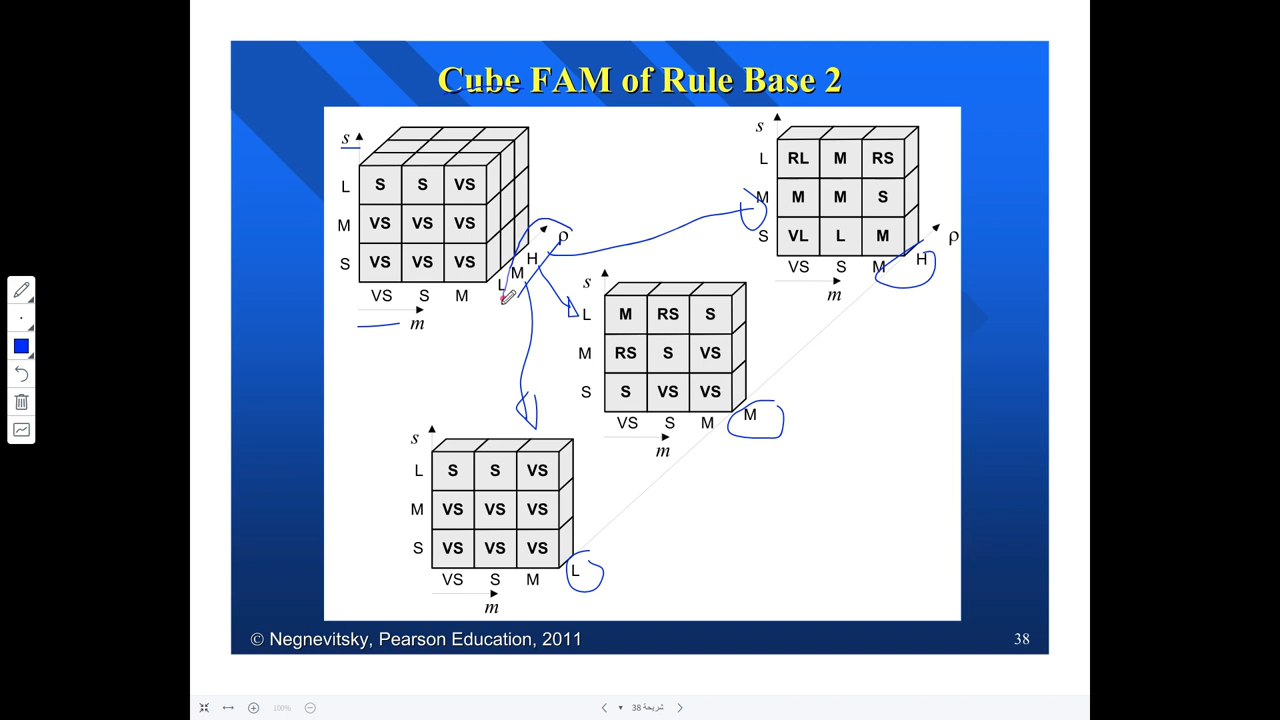 Cube FAM of Rule Base 2
s
L S S VS
M VS VS VS
S VS VS VS
VS S M
m
L M H
ρ
s
L RL M RS
M M M S
S VL L M
VS S M
m
H
ρ
s
L M RS S
M RS S VS
S S VS VS
VS S M
m
M
s
L S S VS
M VS VS VS
S VS VS VS
VS S M
m
L
© Negnevitsky, Pearson Education, 2011
38
100%
شريحة 38